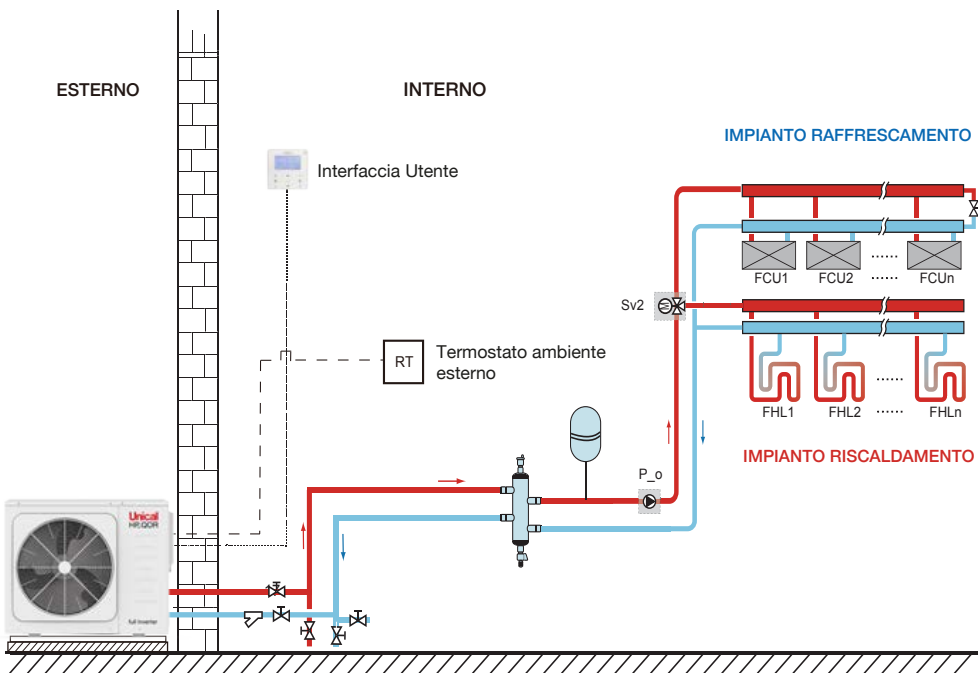 ESTERNO
INTERNO
IMPIANTO RAFFRESCAMENTO
Interfaccia Utente
FCU1 FCU2 ...... FCUn
......
Sv2
RT
Termostato ambiente
esterno
......
FHL1 FHL2 ...... FHLn
IMPIANTO RISCALDAMENTO
P_o
Unical
HP.ODR
full inverter